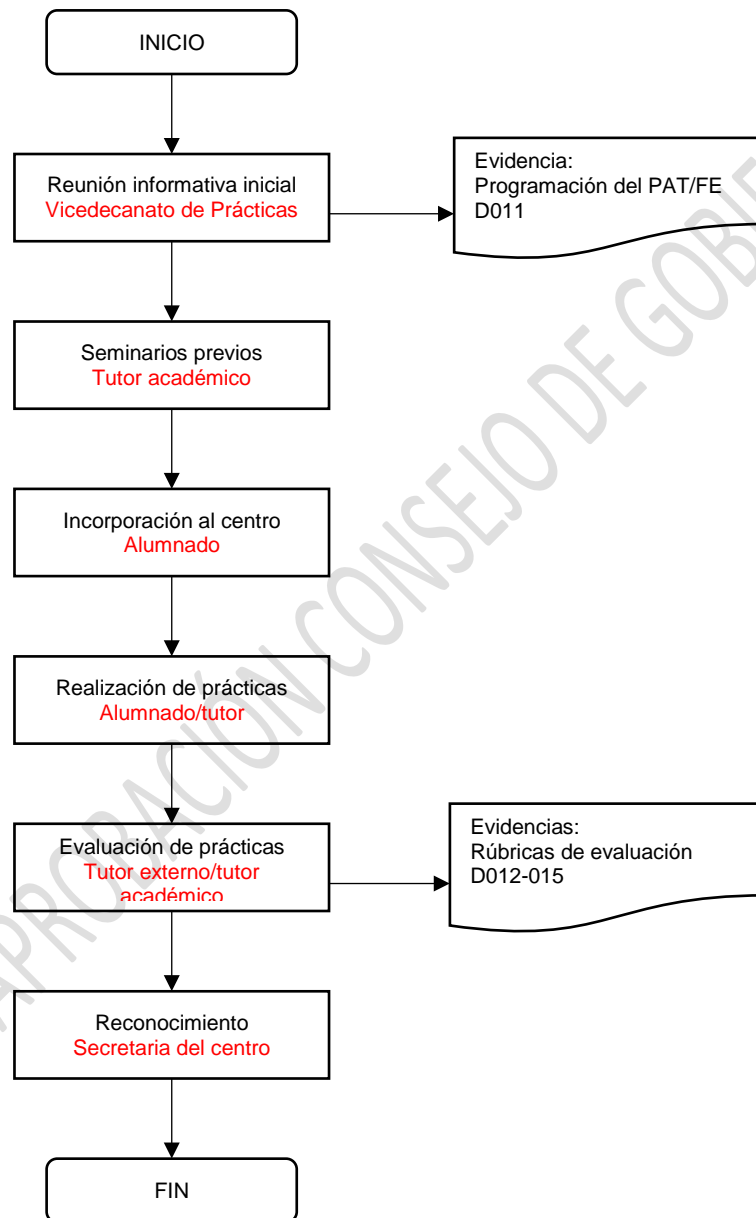 INICIO
Reunión informativa inicial
Vicedecanato de Prácticas
Evidencia:
Programación del PAT/FE
D011
Seminarios previos
Tutor académico
Incorporación al centro
Alumnado
Realización de prácticas
Alumnado/tutor
Evaluación de prácticas
Tutor externo/tutor
académico
Evidencias:
Rúbricas de evaluación
D012-015
Reconocimiento
Secretaria del centro
FIN
APROBACIÓN CONSEJO DE GOBIE